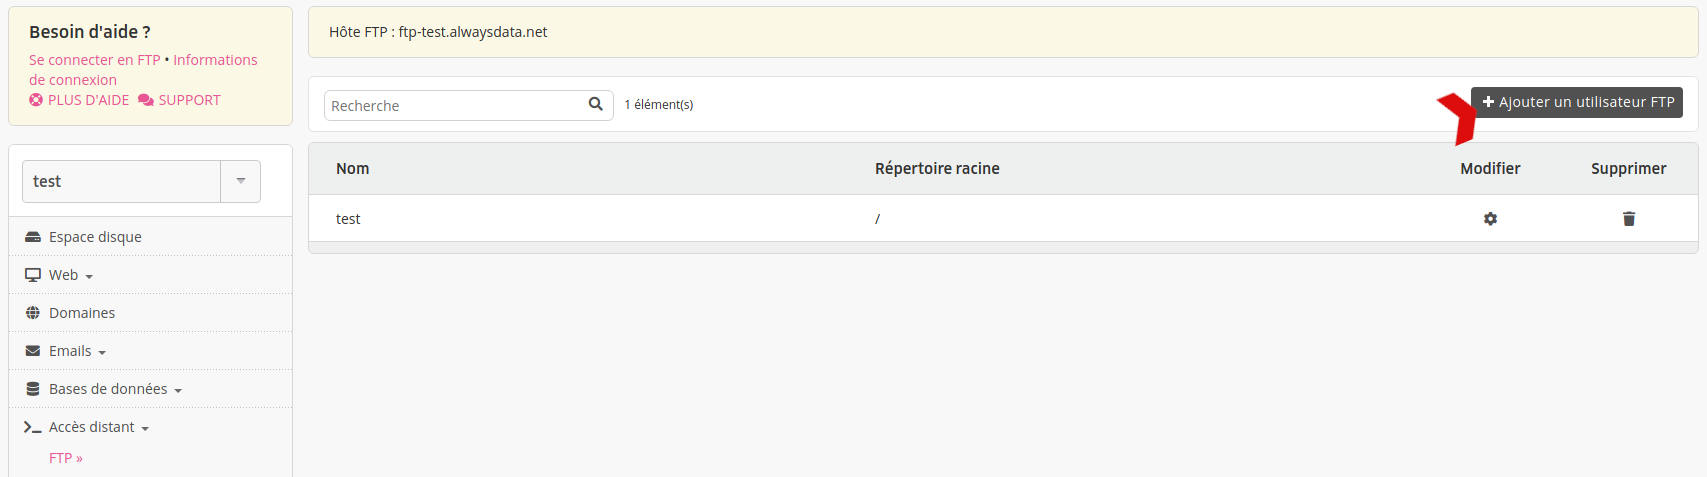 Besoin d'aide ?
Se connecter en FTP • Informations
de connexion
PLUS D'AIDE SUPPORT
test
Espace disque
Web
Domaines
Emails
Bases de données
Accès distant
FTP »
Hôte FTP : ftp-test.alwaysdata.net
Recherche 1 élément(s) + Ajouter un utilisateur FTP
Nom Répertoire racine Modifier Supprimer
test /